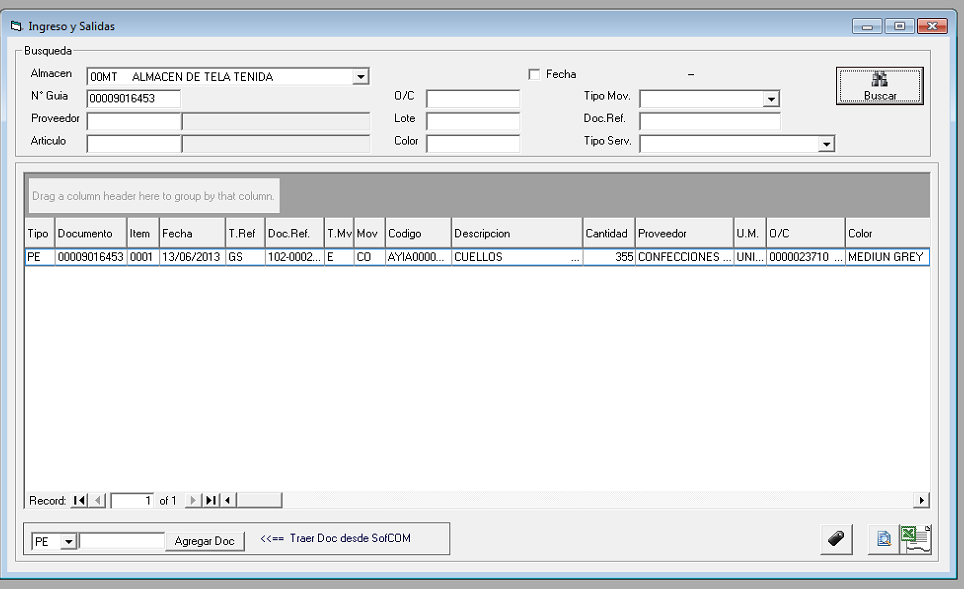 Ingreso y Salidas
Busqueda
Almacen 00MT ALMACEN DE TELA TENIDA Fecha – Buscar
N° Guia 00009016453 O/C Tipo Mov.
Proveedor Lote Doc.Ref.
Articulo Color Tipo Serv.
Drag a column header here to group by that column.
Tipo Documento Item Fecha T.Ref Doc.Ref. T.Mv Mov Codigo Descripcion Cantidad Proveedor U.M. O/C Color
PE 00009016453 0001 13/06/2013 GS 102-0002... E CO AYIA0000... CUELLOS ... 355 CONFECCIONES ... UNI... 0000023710 ... MEDIUN GREY
Record: 1 of 1
PE Agregar Doc <<== Traer Doc desde SofCOM